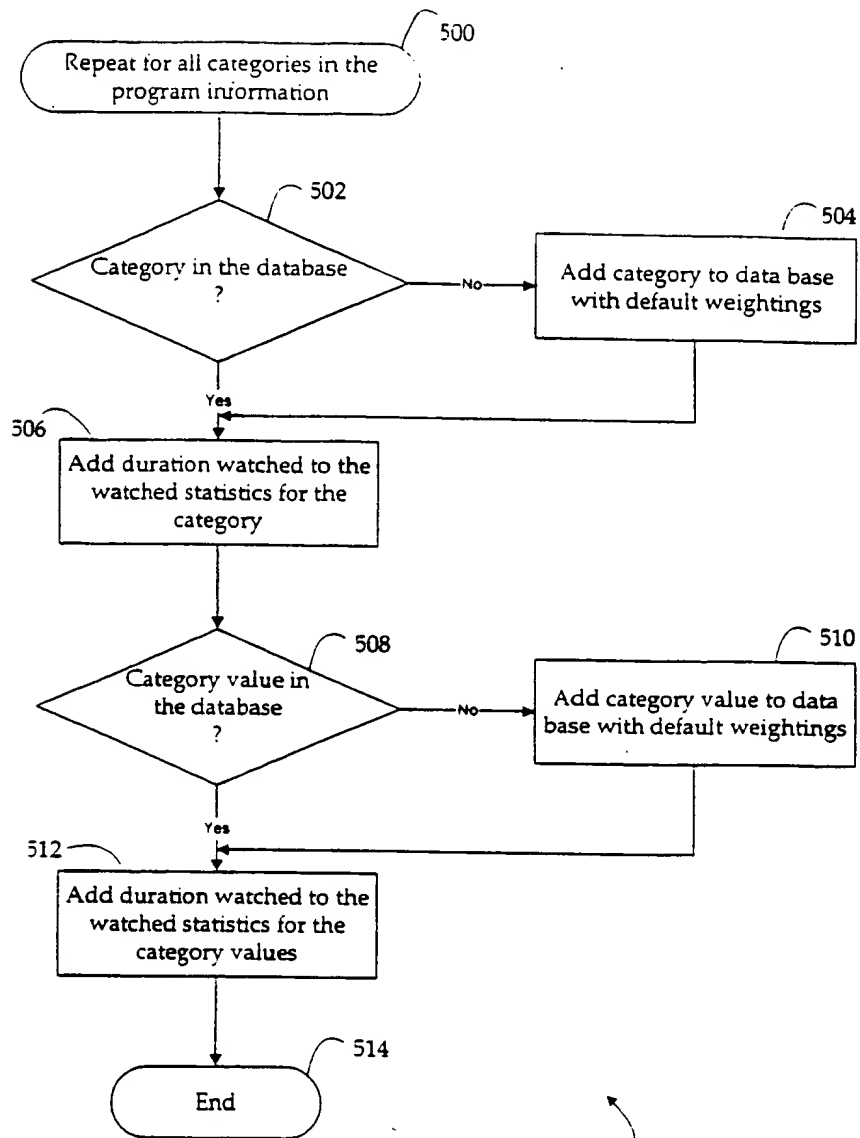 500
Repeat for all categories in the
program information
502
Category in the database
?
No
504
Add category to data base
with default weightings
Yes
506
Add duration watched to the
watched statistics for the
category
508
Category value in
the database
?
No
510
Add category value to data
base with default weightings
Yes
512
Add duration watched to the
watched statistics for the
category values
514
End